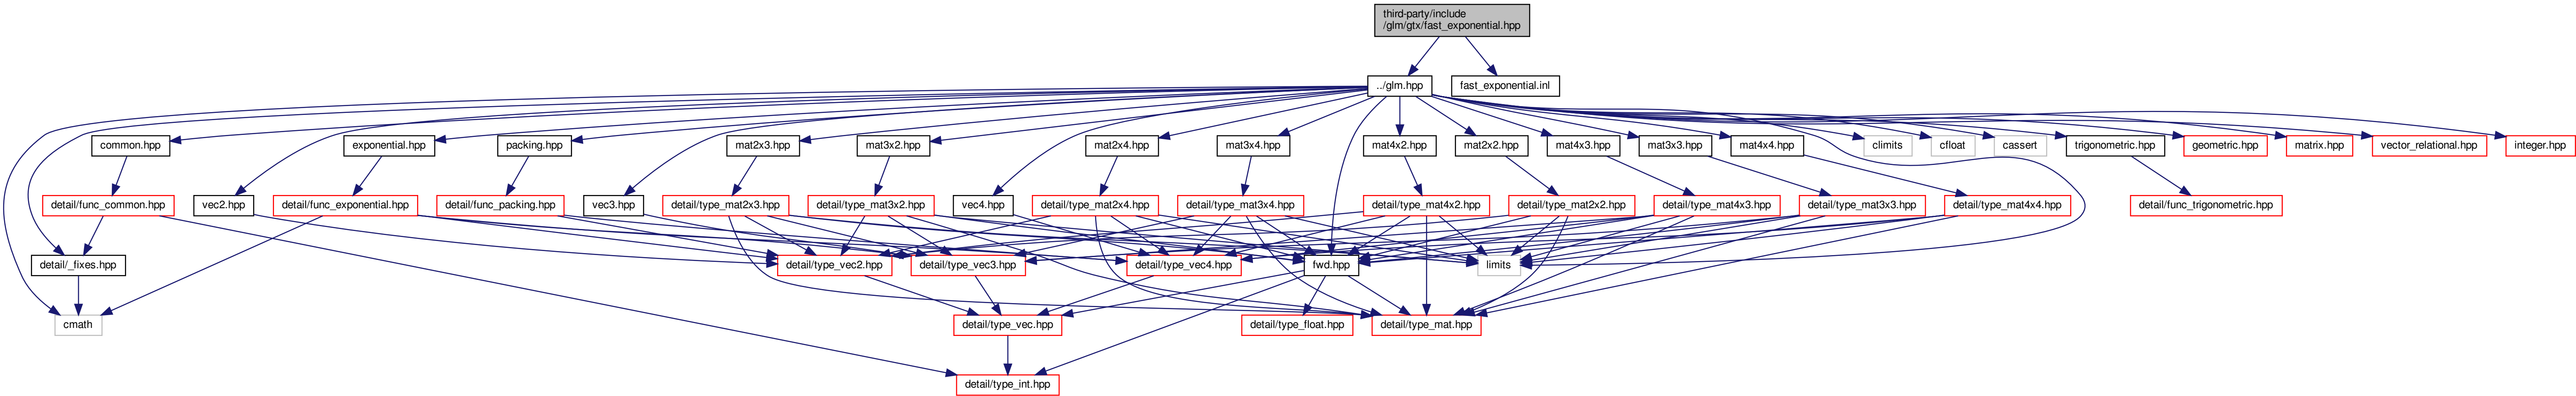 third-party/include
/glm/gtx/fast_exponential.hpp
../glm.hpp
fast_exponential.inl
common.hpp
exponential.hpp
packing.hpp
mat2x3.hpp
mat3x2.hpp
mat2x4.hpp
mat3x4.hpp
mat4x2.hpp
mat2x2.hpp
mat4x3.hpp
mat3x3.hpp
mat4x4.hpp
climits
cfloat
cassert
trigonometric.hpp
geometric.hpp
matrix.hpp
vector_relational.hpp
integer.hpp
detail/func_common.hpp
vec2.hpp
detail/func_exponential.hpp
detail/func_packing.hpp
vec3.hpp
detail/type_mat2x3.hpp
detail/type_mat3x2.hpp
vec4.hpp
detail/type_mat2x4.hpp
detail/type_mat3x4.hpp
detail/type_mat4x2.hpp
detail/type_mat2x2.hpp
detail/type_mat4x3.hpp
detail/type_mat3x3.hpp
detail/type_mat4x4.hpp
detail/func_trigonometric.hpp
detail/_fixes.hpp
detail/type_vec2.hpp
detail/type_vec3.hpp
detail/type_vec4.hpp
fwd.hpp
limits
cmath
detail/type_vec.hpp
detail/type_float.hpp
detail/type_mat.hpp
detail/type_int.hpp